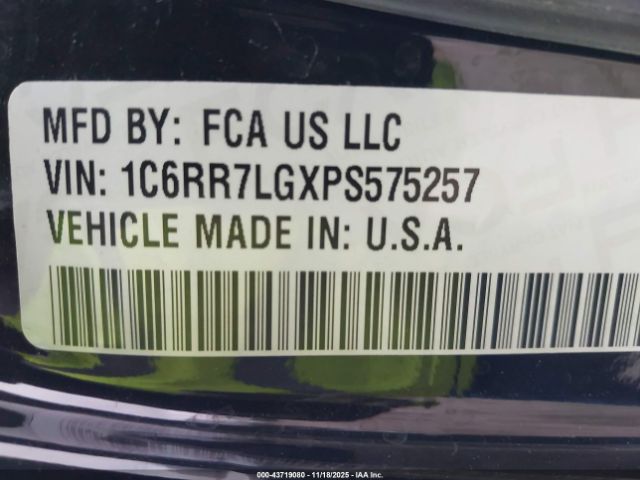 MFD BY: FCA US LLC
VIN: 1C6RR7LGXPS575257
VEHICLE MADE IN: U.S.A.
000-43719080 - 11/18/2025 - IAA Inc.